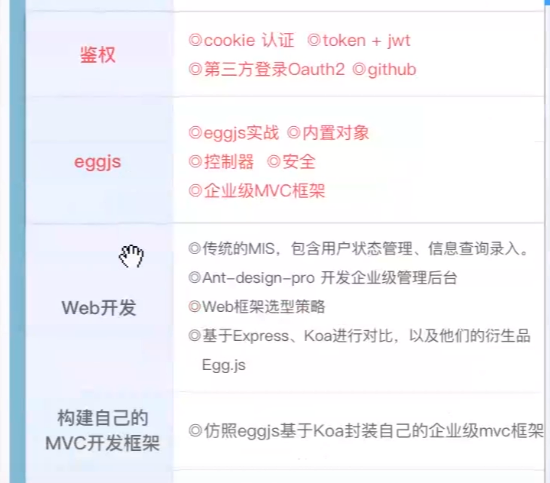 鉴权
◎cookie 认证 ◎token + jwt
◎第三方登录Oauth2 ◎github
eggjs
◎eggjs实战 ◎内置对象
◎控制器 ◎安全
◎企业级MVC框架
Web开发
◎传统的MIS，包含用户状态管理、信息查询录入。
◎Ant-design-pro 开发企业级管理后台
◎Web框架选型策略
◎基于Express、Koa进行对比，以及他们的衍生品
Egg.js
构建自己的
MVC开发框架
◎仿照eggjs基于Koa封装自己的企业级mvc框架